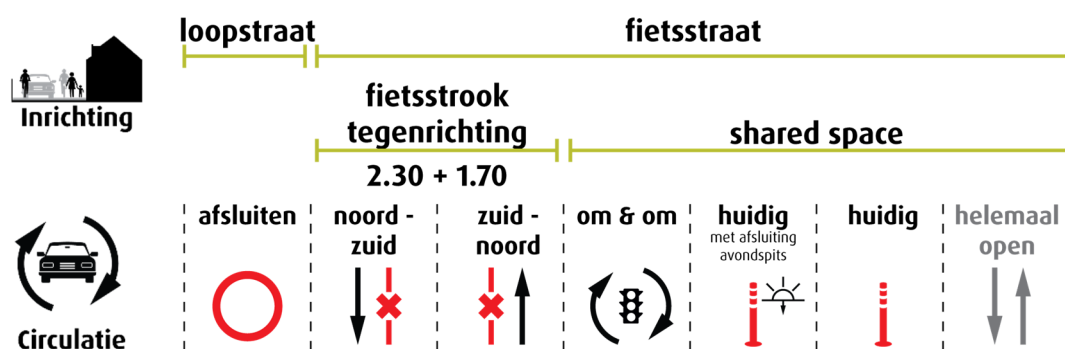 loopstraat
fietsstraat
Inrichting
fietsstrook
tegenrichting
2.30 + 1.70
shared space
Circulatie
afsluiten
noord -
zuid
zuid -
noord
om & om
huidig
met afsluiting
avondspits
huidig
helemaal
open